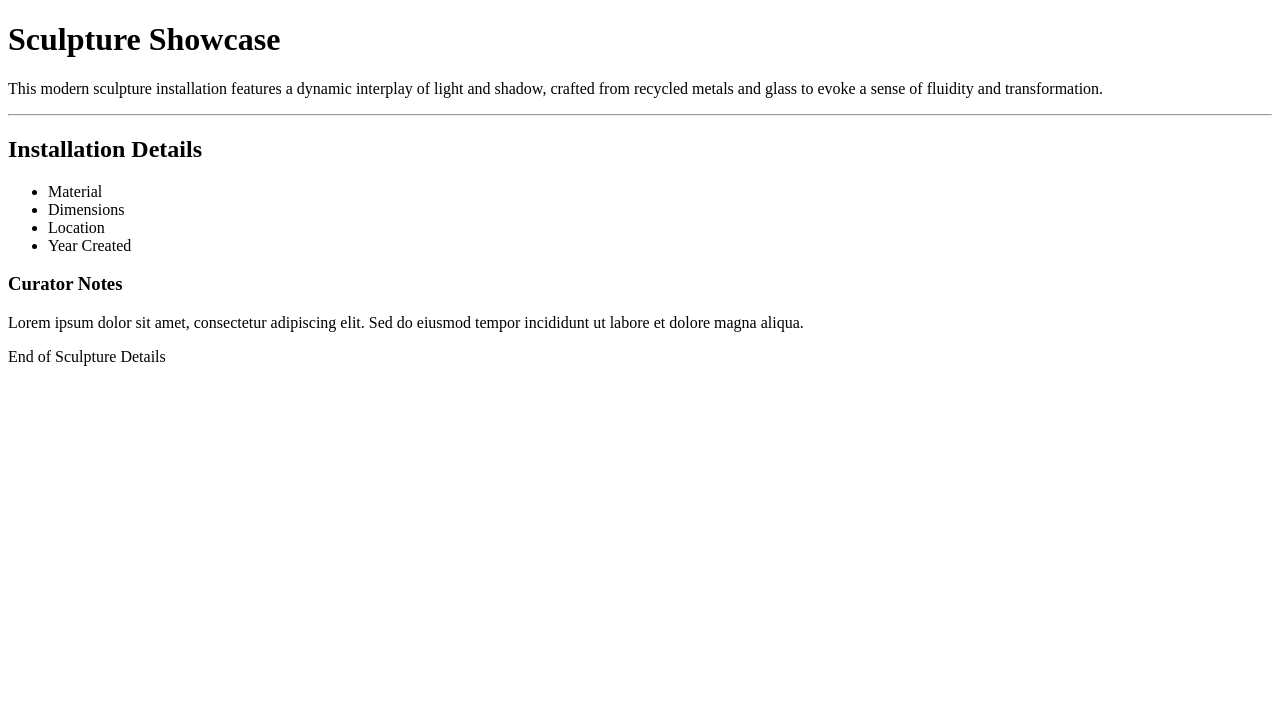 Sculpture Showcase
This modern sculpture installation features a dynamic interplay of light and shadow, crafted from recycled metals and glass to evoke a sense of fluidity and transformation.
Installation Details
Material
Dimensions
Location
Year Created
Curator Notes
Lorem ipsum dolor sit amet, consectetur adipiscing elit. Sed do eiusmod tempor incididunt ut labore et dolore magna aliqua.
End of Sculpture Details